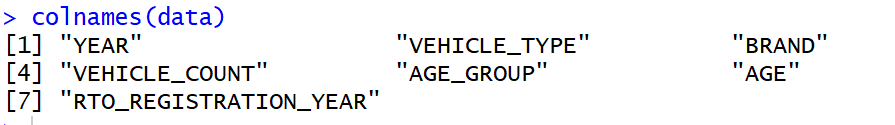 > colnames(data)
[1] "YEAR" "VEHICLE_TYPE" "BRAND"
[4] "VEHICLE_COUNT" "AGE_GROUP" "AGE"
[7] "RTO_REGISTRATION_YEAR"